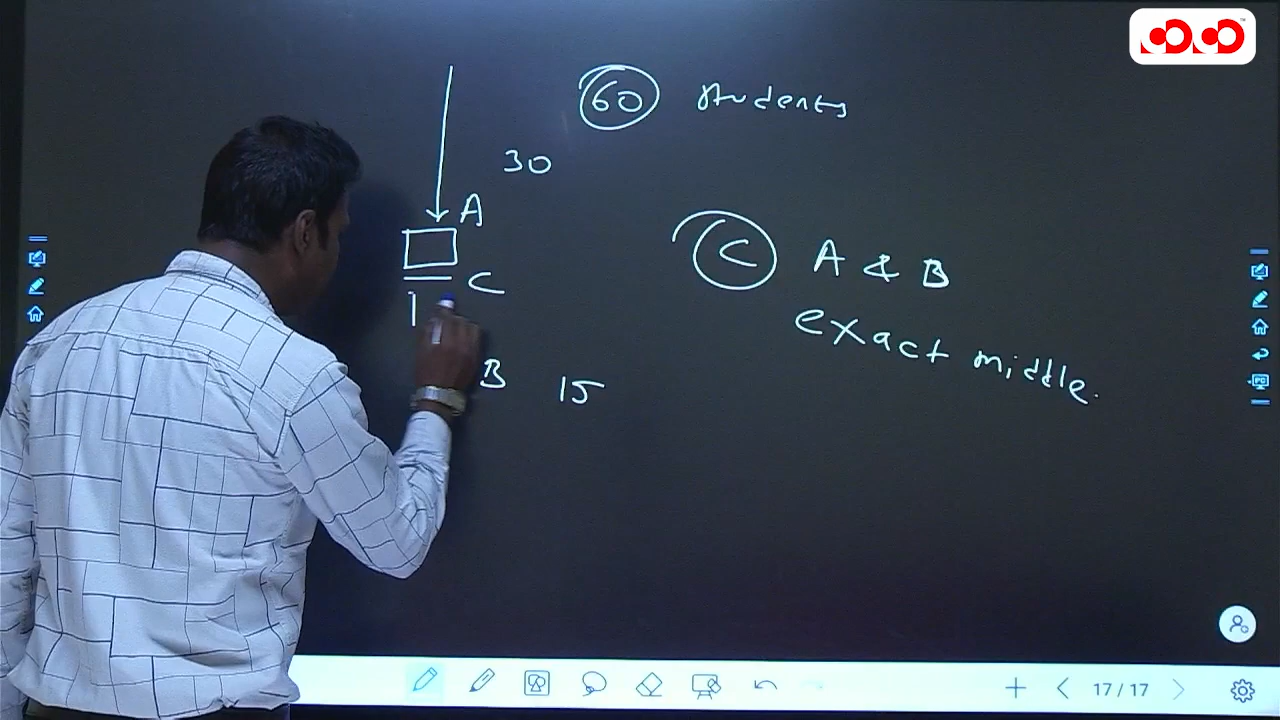 60 students
30
A
C A & B
C
exact middle.
B 15
17 / 17